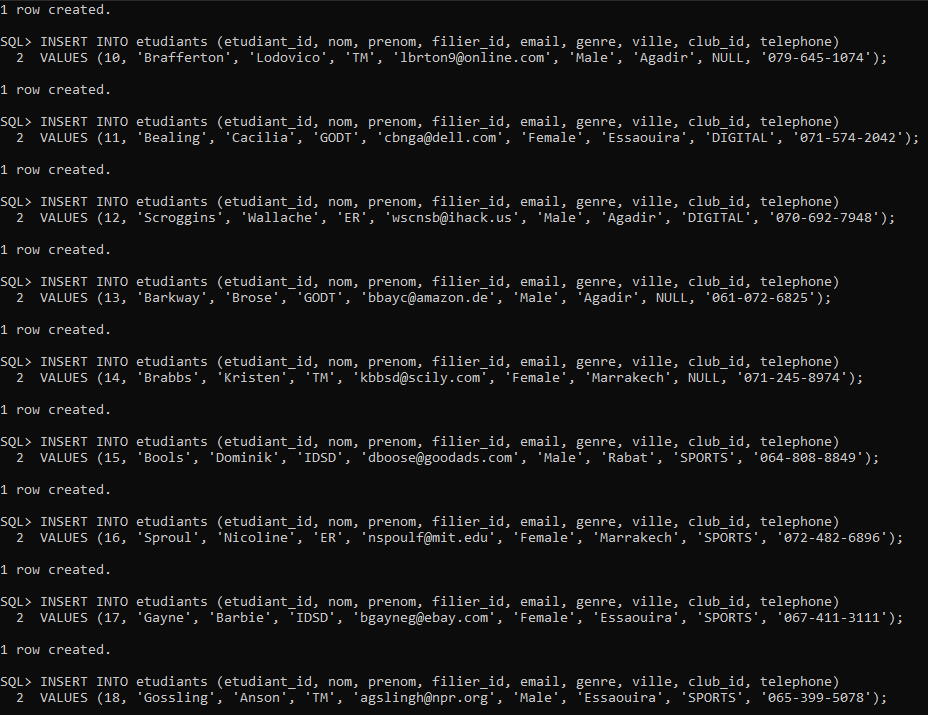 1 row created.
SQL> INSERT INTO etudiants (etudiant_id, nom, prenom, filier_id, email, genre, ville, club_id, telephone)
2 VALUES (10, 'Brafferton', 'Lodovico', 'TM', 'lbrton9@online.com', 'Male', 'Agadir', NULL, '079-645-1074');
1 row created.
SQL> INSERT INTO etudiants (etudiant_id, nom, prenom, filier_id, email, genre, ville, club_id, telephone)
2 VALUES (11, 'Bealing', 'Cacilia', 'GODT', 'cbnga@dell.com', 'Female', 'Essaouira', 'DIGITAL', '071-574-2042');
1 row created.
SQL> INSERT INTO etudiants (etudiant_id, nom, prenom, filier_id, email, genre, ville, club_id, telephone)
2 VALUES (12, 'Scroggins', 'Wallache', 'ER', 'wscnsb@ihack.us', 'Male', 'Agadir', 'DIGITAL', '070-692-7948');
1 row created.
SQL> INSERT INTO etudiants (etudiant_id, nom, prenom, filier_id, email, genre, ville, club_id, telephone)
2 VALUES (13, 'Barkway', 'Brose', 'GODT', 'bbayc@amazon.de', 'Male', 'Agadir', NULL, '061-072-6825');
1 row created.
SQL> INSERT INTO etudiants (etudiant_id, nom, prenom, filier_id, email, genre, ville, club_id, telephone)
2 VALUES (14, 'Brabbs', 'Kristen', 'TM', 'kbbsd@scily.com', 'Female', 'Marrakech', NULL, '071-245-8974');
1 row created.
SQL> INSERT INTO etudiants (etudiant_id, nom, prenom, filier_id, email, genre, ville, club_id, telephone)
2 VALUES (15, 'Bools', 'Dominik', 'IDSD', 'dboose@goodads.com', 'Male', 'Rabat', 'SPORTS', '064-808-8849');
1 row created.
SQL> INSERT INTO etudiants (etudiant_id, nom, prenom, filier_id, email, genre, ville, club_id, telephone)
2 VALUES (16, 'Sproul', 'Nicoline', 'ER', 'nspoulf@mit.edu', 'Female', 'Marrakech', 'SPORTS', '072-482-6896');
1 row created.
SQL> INSERT INTO etudiants (etudiant_id, nom, prenom, filier_id, email, genre, ville, club_id, telephone)
2 VALUES (17, 'Gayne', 'Barbie', 'IDSD', 'bgayneg@ebay.com', 'Female', 'Essaouira', 'SPORTS', '067-411-3111');
1 row created.
SQL> INSERT INTO etudiants (etudiant_id, nom, prenom, filier_id, email, genre, ville, club_id, telephone)
2 VALUES (18, 'Gossling', 'Anson', 'TM', 'agslingh@npr.org', 'Male', 'Essaouira', 'SPORTS', '065-399-5078');